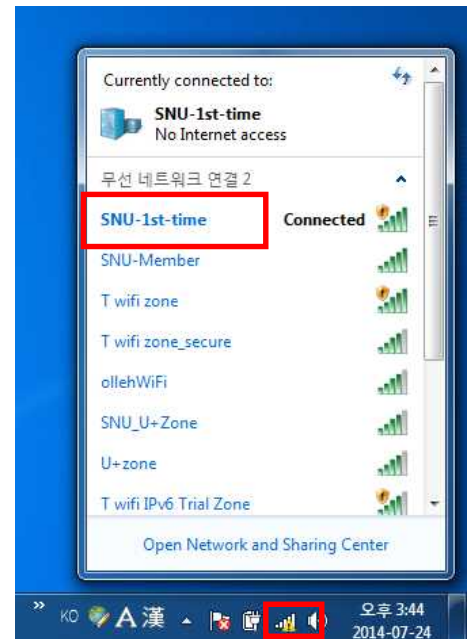 Currently connected to:
SNU-1st-time
No Internet access
무선 네트워크 연결 2
SNU-1st-time Connected
SNU-Member
T wifi zone
T wifi zone_secure
ollehWiFi
SNU_U+Zone
U+zone
T wifi IPv6 Trial Zone
Open Network and Sharing Center
» KO A 漢 오후 3:44
2014-07-24